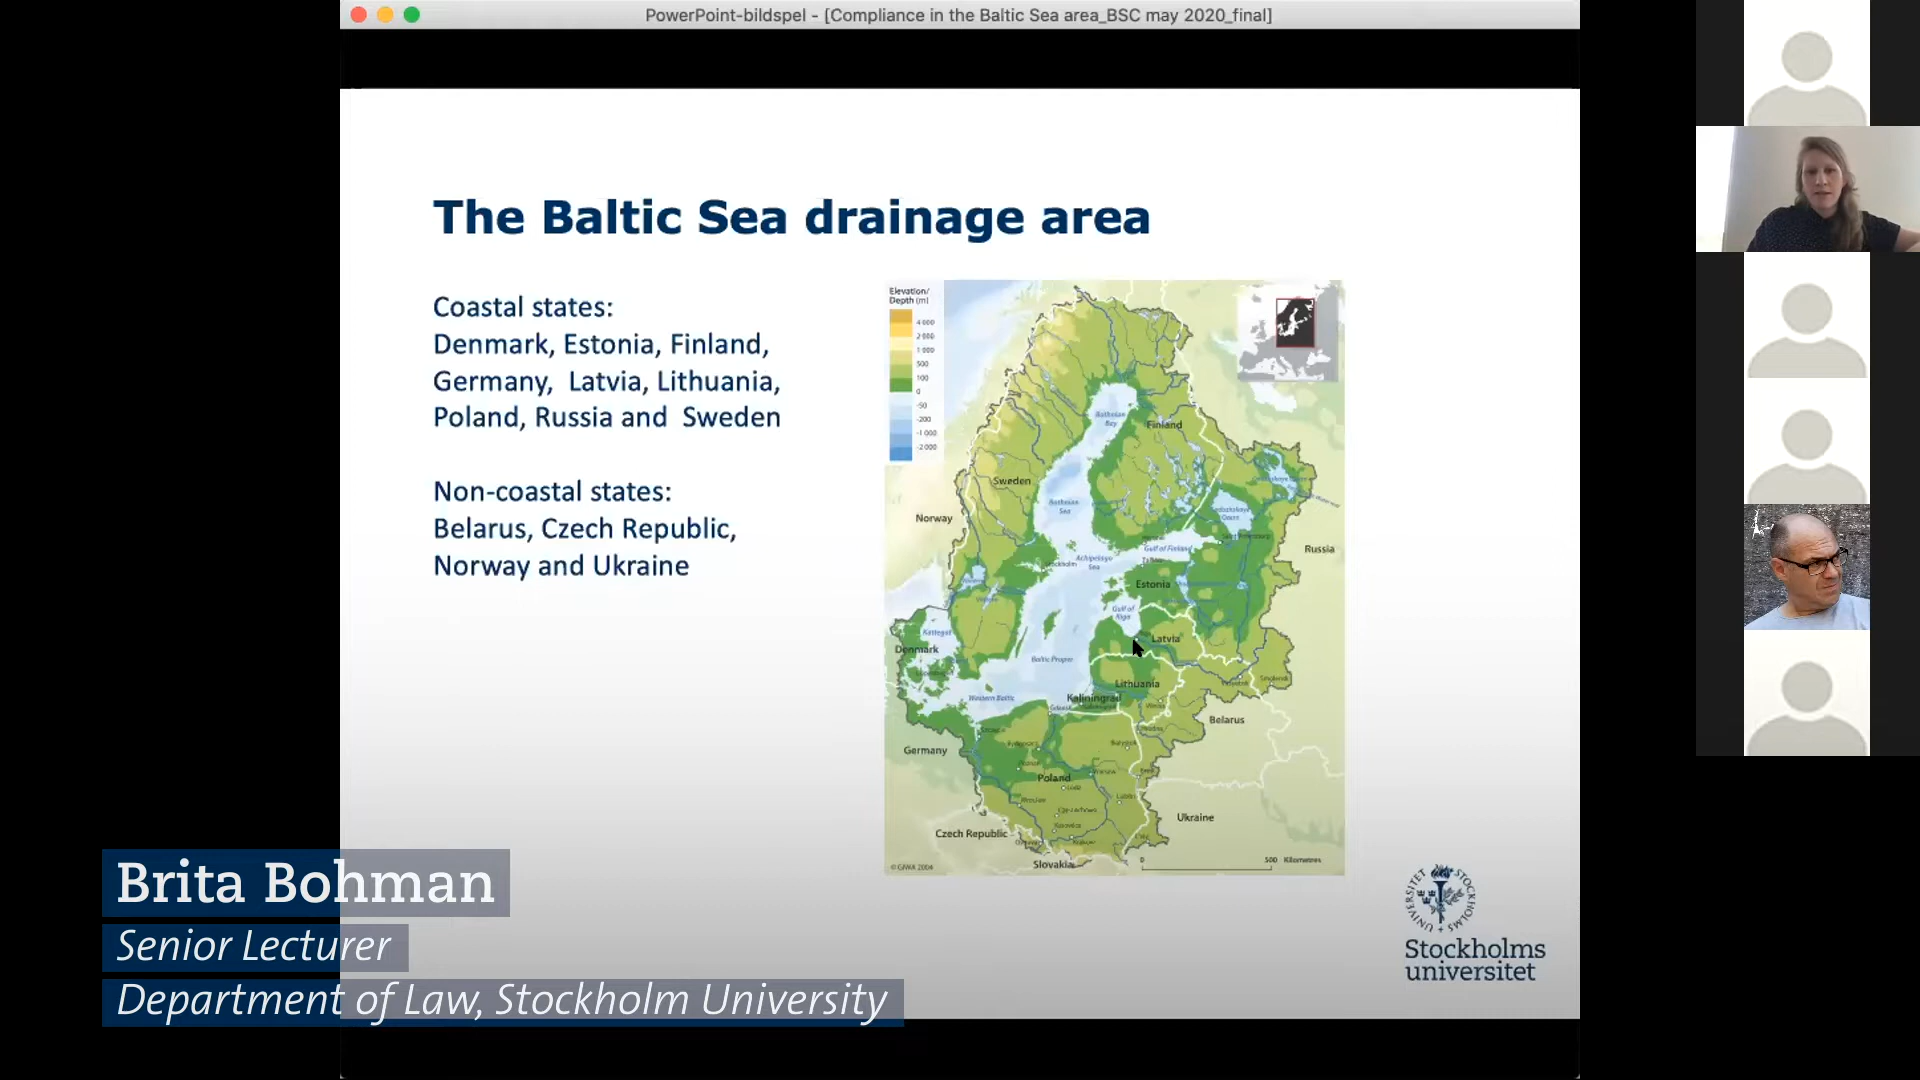 PowerPoint-bildspel - [Compliance in the Baltic Sea area_BSC may 2020_final]
The Baltic Sea drainage area
Coastal states:
Denmark, Estonia, Finland,
Germany, Latvia, Lithuania,
Poland, Russia and Sweden
Non-coastal states:
Belarus, Czech Republic,
Norway and Ukraine
Elevation/
Depth (m)
4 000
2 000
1 000
500
100
0
-50
-200
-1 000
-2 000
Bothnian
Bay
Finland
Sweden
Bothnian
Sea
Norway
Gulf of Finland
Russia
Stockholm
Archipelago
Sea
Estonia
Gulf of
Riga
Kattegat
Latvia
Denmark
Baltic Proper
Lithuania
Smolensk
Western Baltic
Kaliningrad
Gdansk
Belarus
Germany
Poland
Warsaw
Lodz
Ukraine
Czech Republic
Slovakia
0
500 Kilometres
© GIWA 2004
Brita Bohman
Senior Lecturer
Department of Law, Stockholm University
UNIVERSITET STOCKHOLMS
Stockholms
universitet